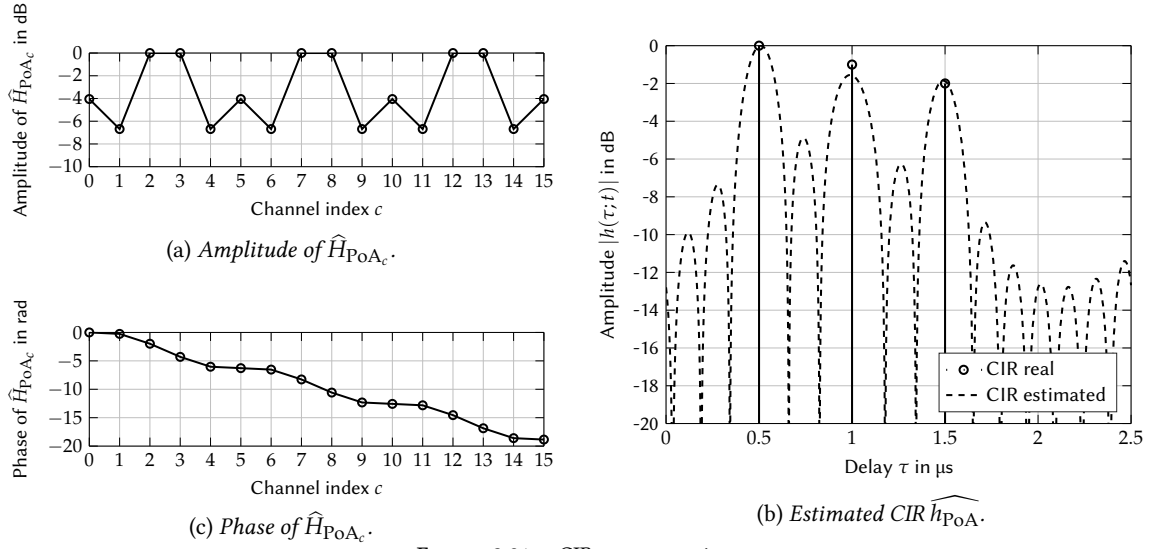 Amplitude of Ĥ_PoA_c in dB
0
−2
−4
−6
−8
−10
0 1 2 3 4 5 6 7 8 9 10 11 12 13 14 15
Channel index c
(a) Amplitude of Ĥ_PoA_c.
Phase of Ĥ_PoA_c in rad
0
−5
−10
−15
−20
0 1 2 3 4 5 6 7 8 9 10 11 12 13 14 15
Channel index c
(c) Phase of Ĥ_PoA_c.
Amplitude |h(τ;t)| in dB
0
-2
-4
-6
-8
-10
-12
-14
-16
-18
-20
0 0.5 1 1.5 2 2.5
Delay τ in µs
CIR real
CIR estimated
(b) Estimated CIR ĥ_PoA.